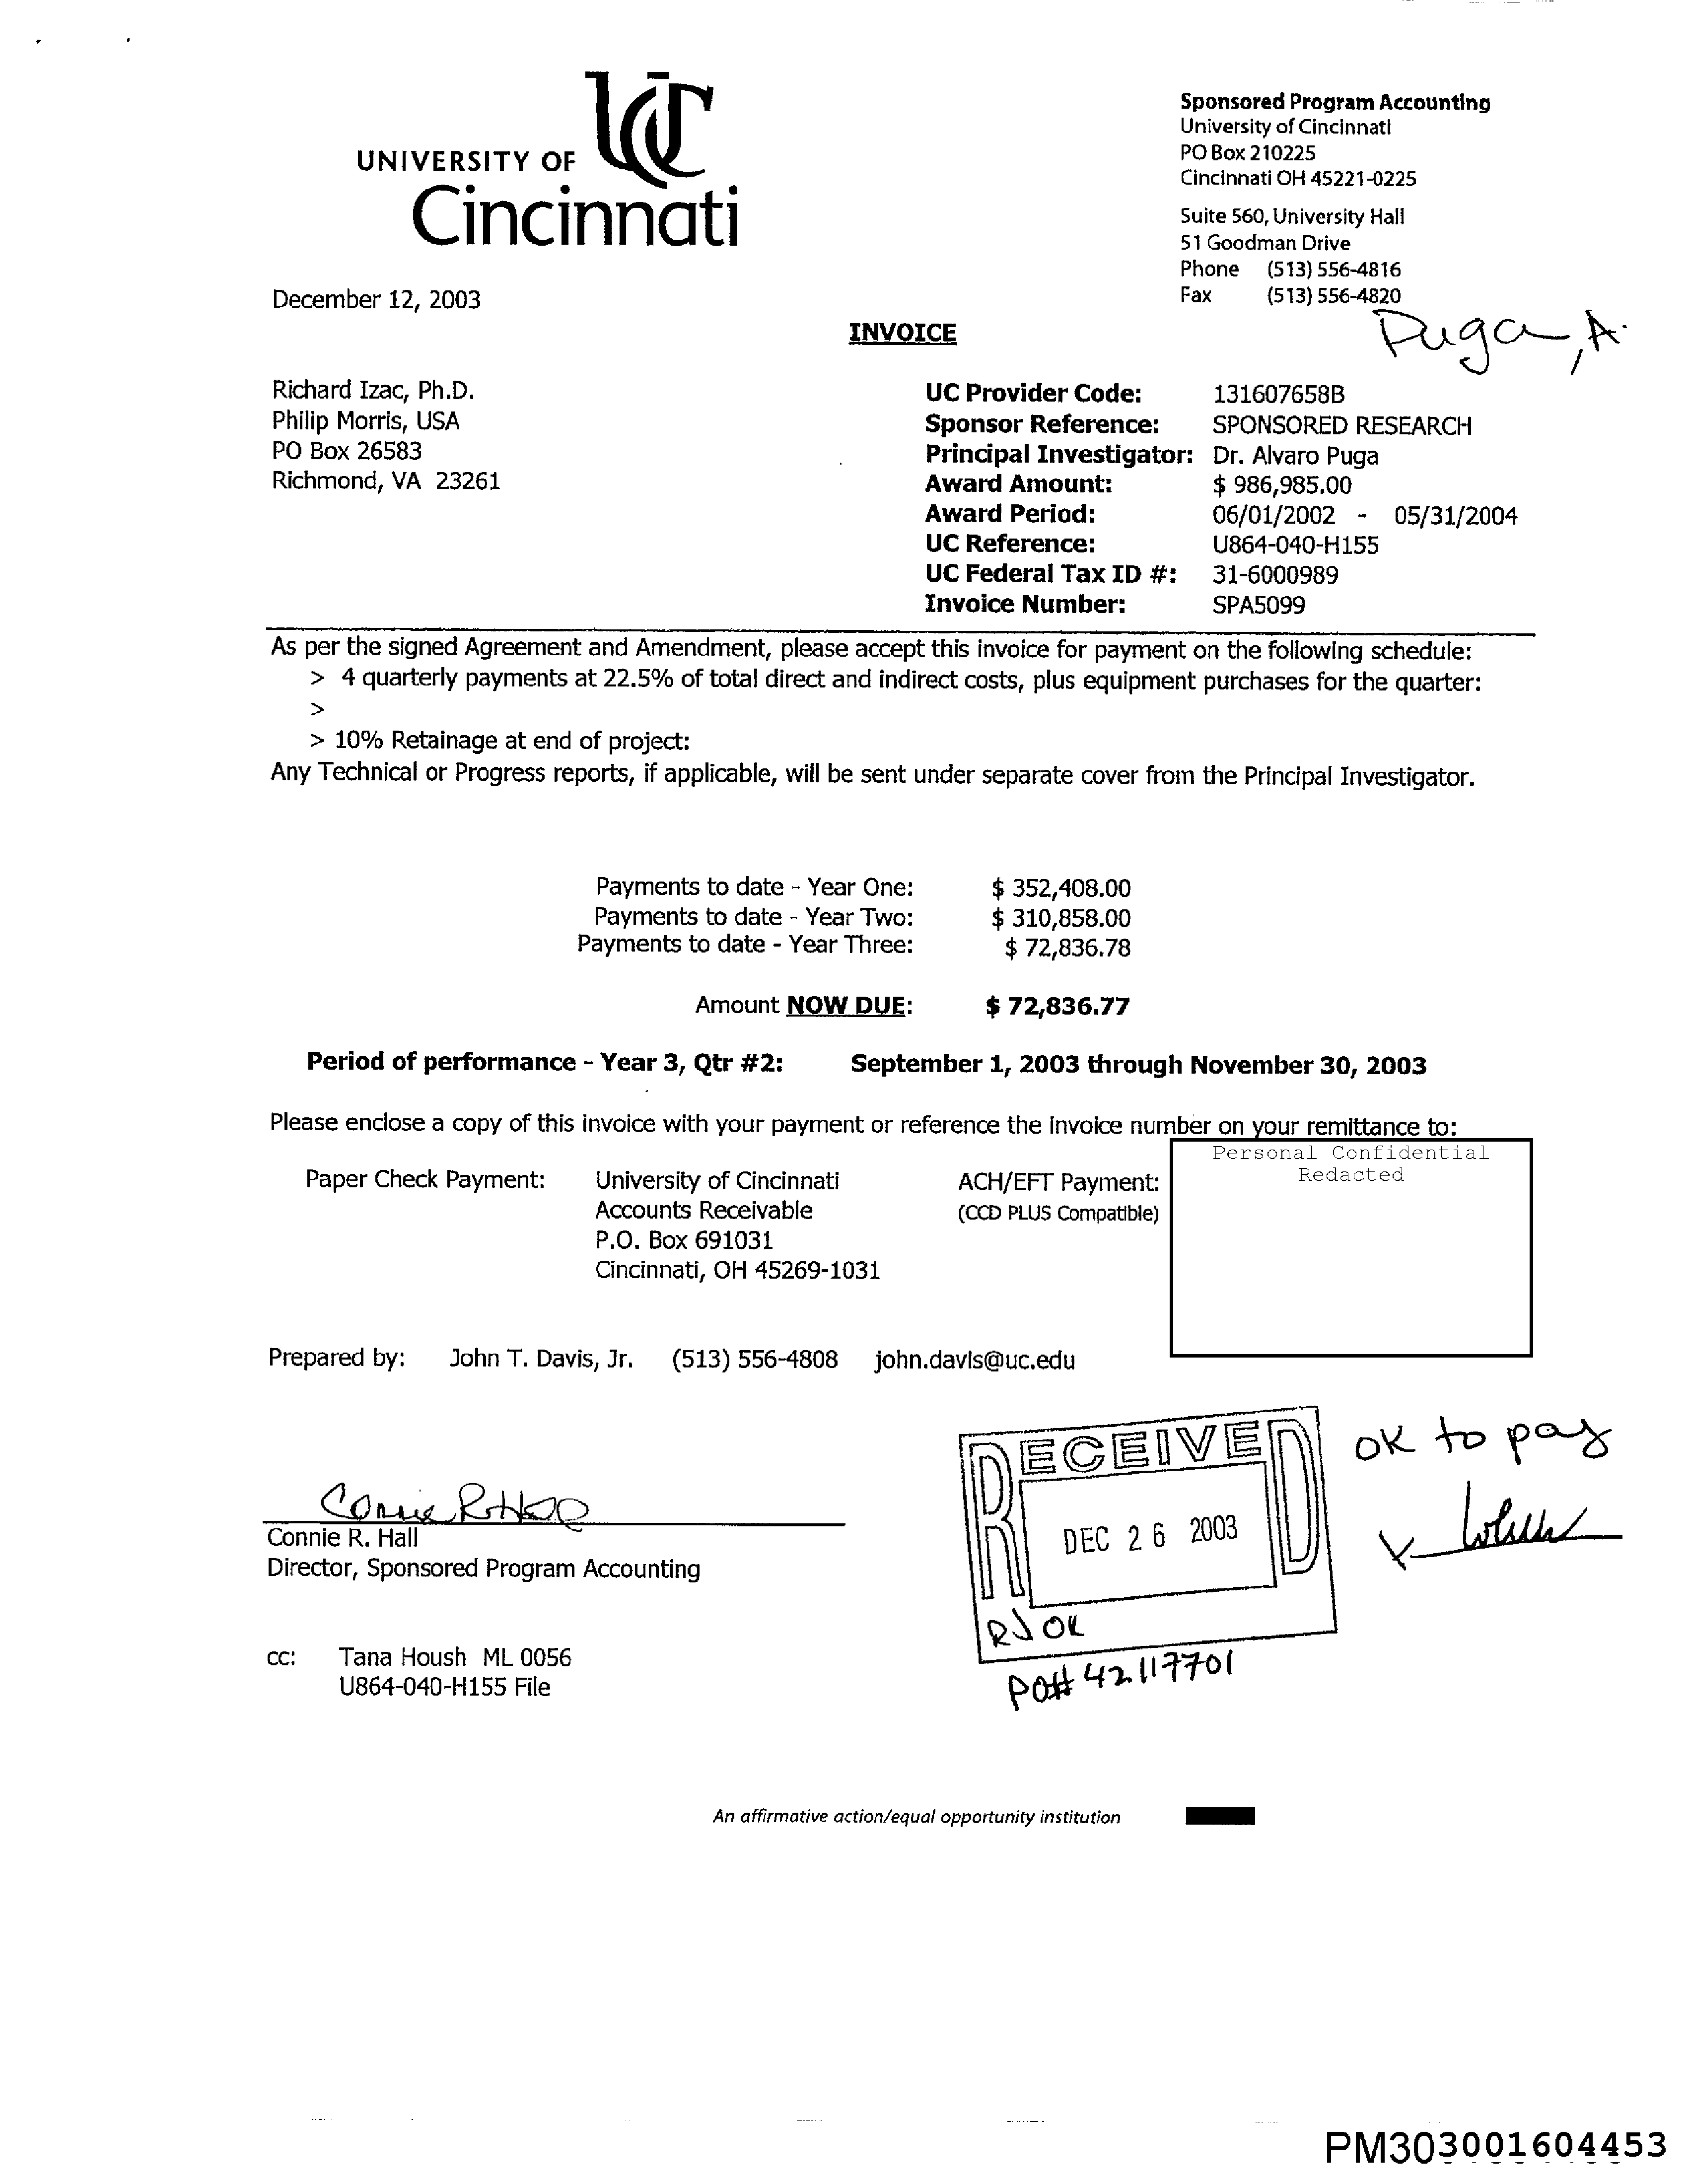 UNIVERSITY OF
UC
Cincinnati
Sponsored Program Accounting
University of Cincinnati
PO Box 210225
Cincinnati OH 45221-0225
Suite 560, University Hall
51 Goodman Drive
Phone (513) 556-4816
Fax (513) 556-4820
December 12, 2003
INVOICE
Puga, A.
Richard Izac, Ph.D.
Philip Morris, USA
PO Box 26583
Richmond, VA 23261
UC Provider Code: 131607658B
Sponsor Reference: SPONSORED RESEARCH
Principal Investigator: Dr. Alvaro Puga
Award Amount: $ 986,985.00
Award Period: 06/01/2002 - 05/31/2004
UC Reference: U864-040-H155
UC Federal Tax ID #: 31-6000989
Invoice Number: SPA5099
As per the signed Agreement and Amendment, please accept this invoice for payment on the following schedule:
> 4 quarterly payments at 22.5% of total direct and indirect costs, plus equipment purchases for the quarter:
>
> 10% Retainage at end of project:
Any Technical or Progress reports, if applicable, will be sent under separate cover from the Principal Investigator.
Payments to date - Year One: $ 352,408.00
Payments to date - Year Two: $ 310,858.00
Payments to date - Year Three: $ 72,836.78
Amount NOW DUE: $ 72,836.77
Period of performance - Year 3, Qtr #2: September 1, 2003 through November 30, 2003
Please enclose a copy of this invoice with your payment or reference the invoice number on your remittance to:
Personal Confidential
Redacted
Paper Check Payment: University of Cincinnati ACH/EFT Payment:
Accounts Receivable (CCD PLUS Compatible)
P.O. Box 691031
Cincinnati, OH 45269-1031
Prepared by: John T. Davis, Jr. (513) 556-4808 john.davis@uc.edu
RECEIVED
DEC 26 2003
OK to pay
Connie R Hall
Connie R. Hall
Director, Sponsored Program Accounting
RJ OK
PO# 42117701
cc: Tana Housh ML 0056
U864-040-H155 File
An affirmative action/equal opportunity institution
PM3003001604453